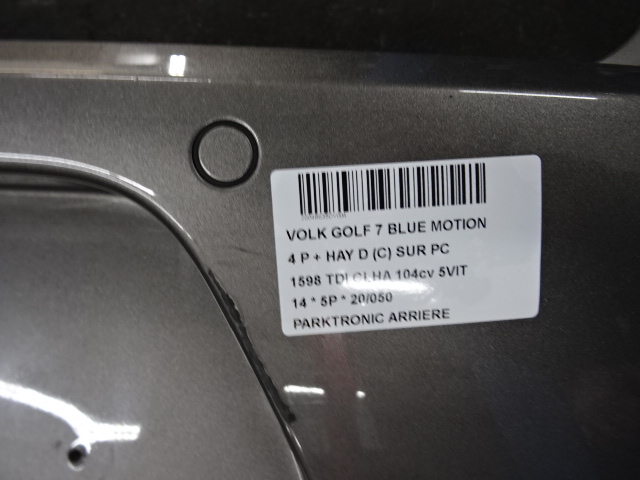 VOLK GOLF 7 BLUE MOTION
4 P + HAY D (C) SUR PC
1598 TDI CLHA 104cv 5VIT
14 * 5P * 20/050
PARKTRONIC ARRIERE